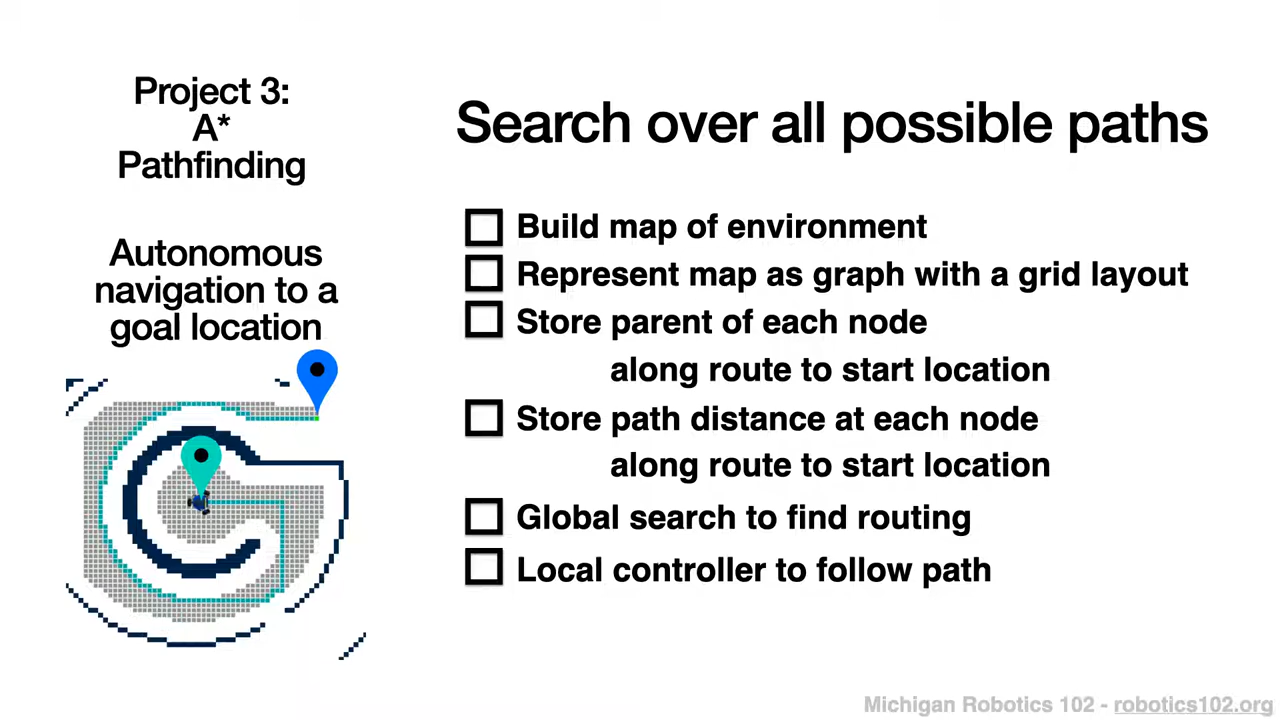 Project 3:
A*
Pathfinding
Autonomous
navigation to a
goal location
Search over all possible paths
Build map of environment
Represent map as graph with a grid layout
Store parent of each node
along route to start location
Store path distance at each node
along route to start location
Global search to find routing
Local controller to follow path
Michigan Robotics 102 - robotics102.org